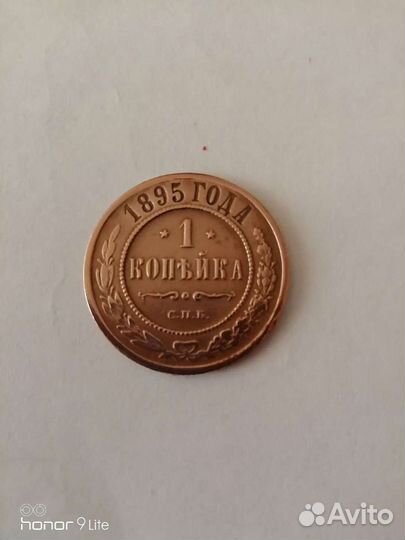 1895 ГОДА
* 1 *
КОПѢЙКА
С.П.Б.
honor 9 Lite
Avito